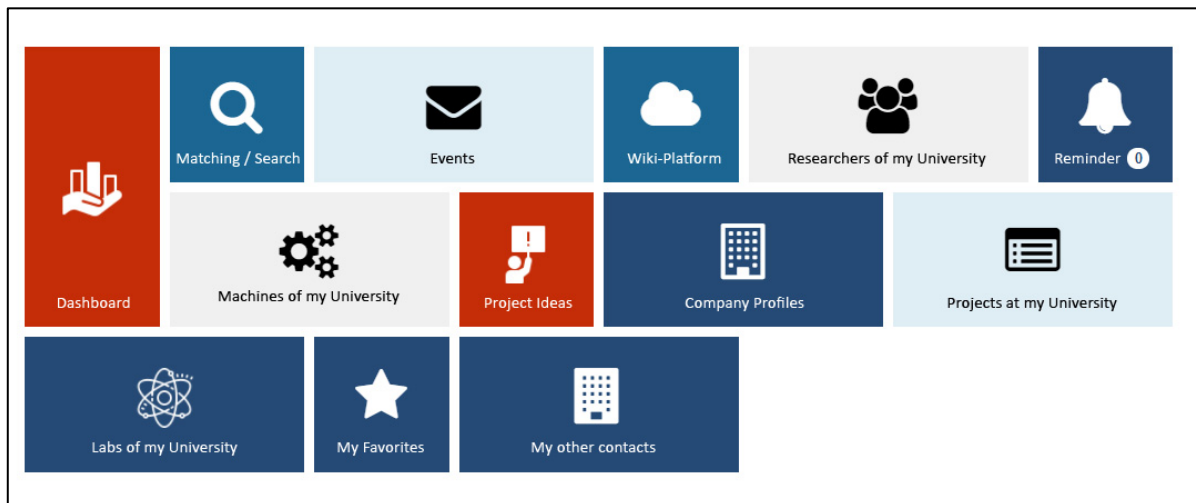 Matching / Search
Events
Wiki-Platform
Researchers of my University
Reminder 0
Dashboard
Machines of my University
Project Ideas
Company Profiles
Projects at my University
Labs of my University
My Favorites
My other contacts